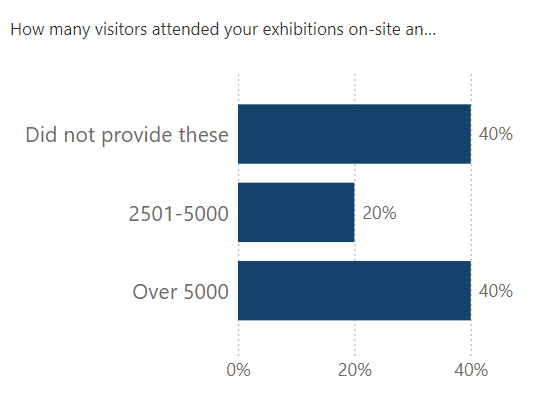 How many visitors attended your exhibitions on-site an...
Did not provide these 40%
2501-5000 20%
Over 5000 40%
0% 20% 40%